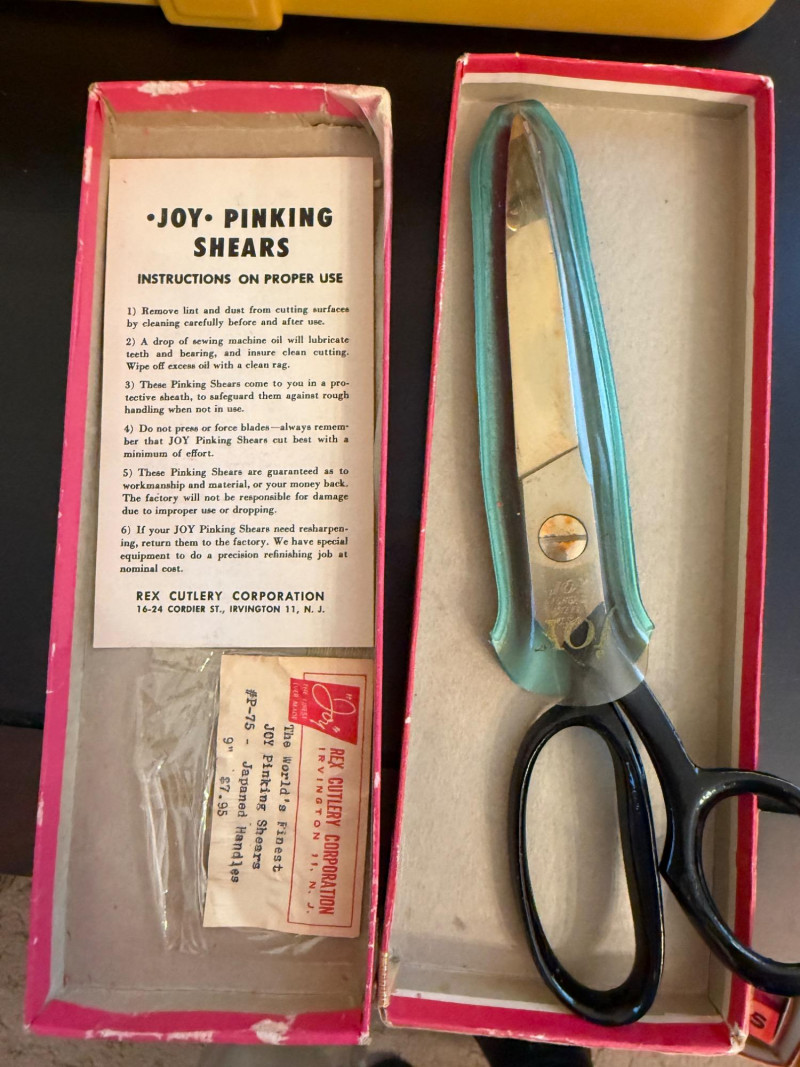 •JOY• PINKING
SHEARS
INSTRUCTIONS ON PROPER USE
1) Remove lint and dust from cutting surfaces
by cleaning carefully before and after use.
2) A drop of sewing machine oil will lubricate
teeth and bearing, and insure clean cutting.
Wipe off excess oil with a clean rag.
3) These Pinking Shears come to you in a pro-
tective sheath, to safeguard them against rough
handling when not in use.
4) Do not press or force blades—always remem-
ber that JOY Pinking Shears cut best with a
minimum of effort.
5) These Pinking Shears are guaranteed as to
workmanship and material, or your money back.
The factory will not be responsible for damage
due to improper use or dropping.
6) If your JOY Pinking Shears need resharpen-
ing, return them to the factory. We have special
equipment to do a precision refinishing job at
nominal cost.
REX CUTLERY CORPORATION
16-24 CORDIER ST., IRVINGTON 11, N. J.
"Joy"
REX CUTLERY CORPORATION
IRVINGTON 11, N. J.
The World's Finest
JOY Pinking Shears
#P-75 - Japaned Handles
9" $7.95
JOY
JOY
S